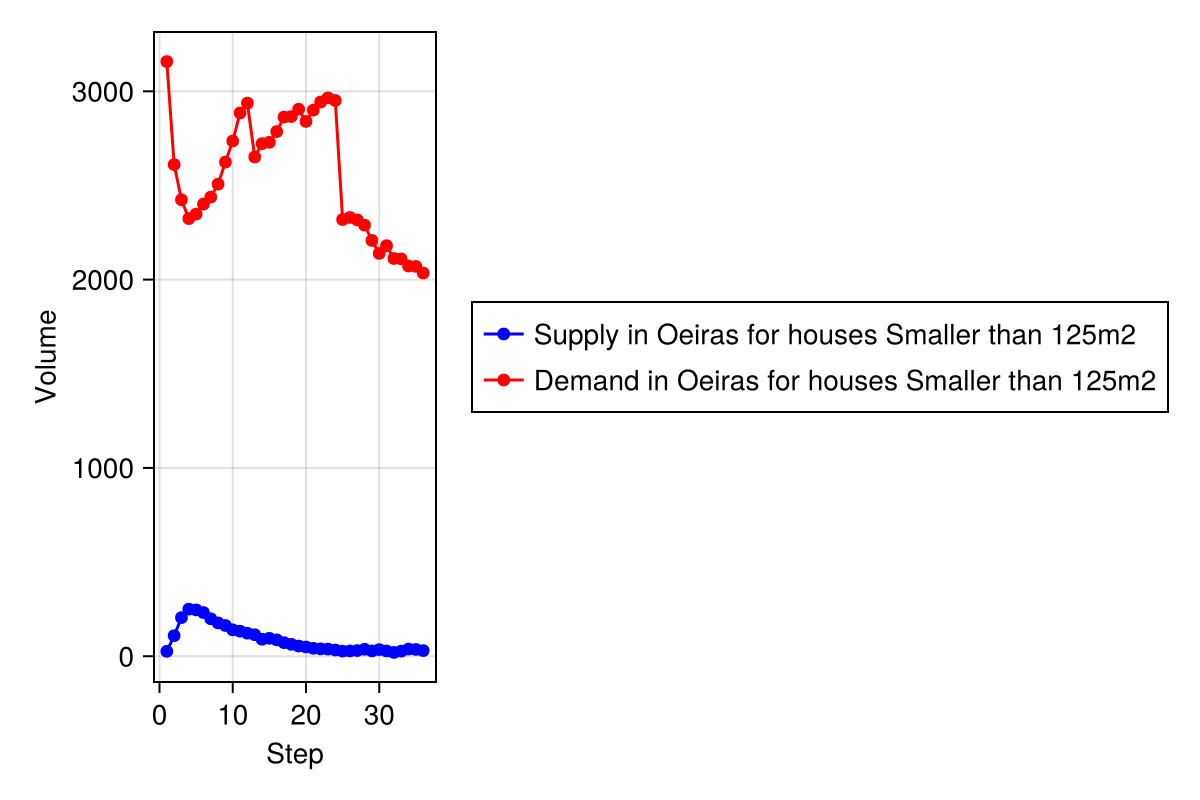 3000
2000
1000
0
Volume
0 10 20 30
Step
Supply in Oeiras for houses Smaller than 125m2
Demand in Oeiras for houses Smaller than 125m2